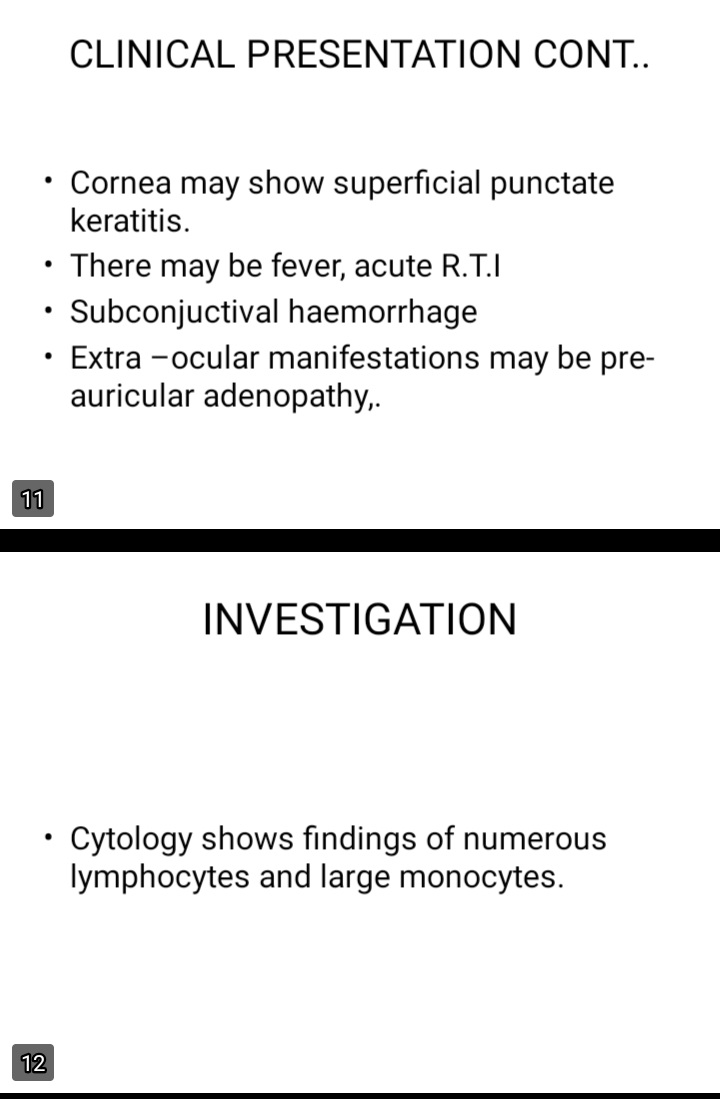 CLINICAL PRESENTATION CONT..
• Cornea may show superficial punctate
keratitis.
• There may be fever, acute R.T.I
• Subconjuctival haemorrhage
• Extra –ocular manifestations may be pre-
auricular adenopathy,.
11
INVESTIGATION
• Cytology shows findings of numerous
lymphocytes and large monocytes.
12